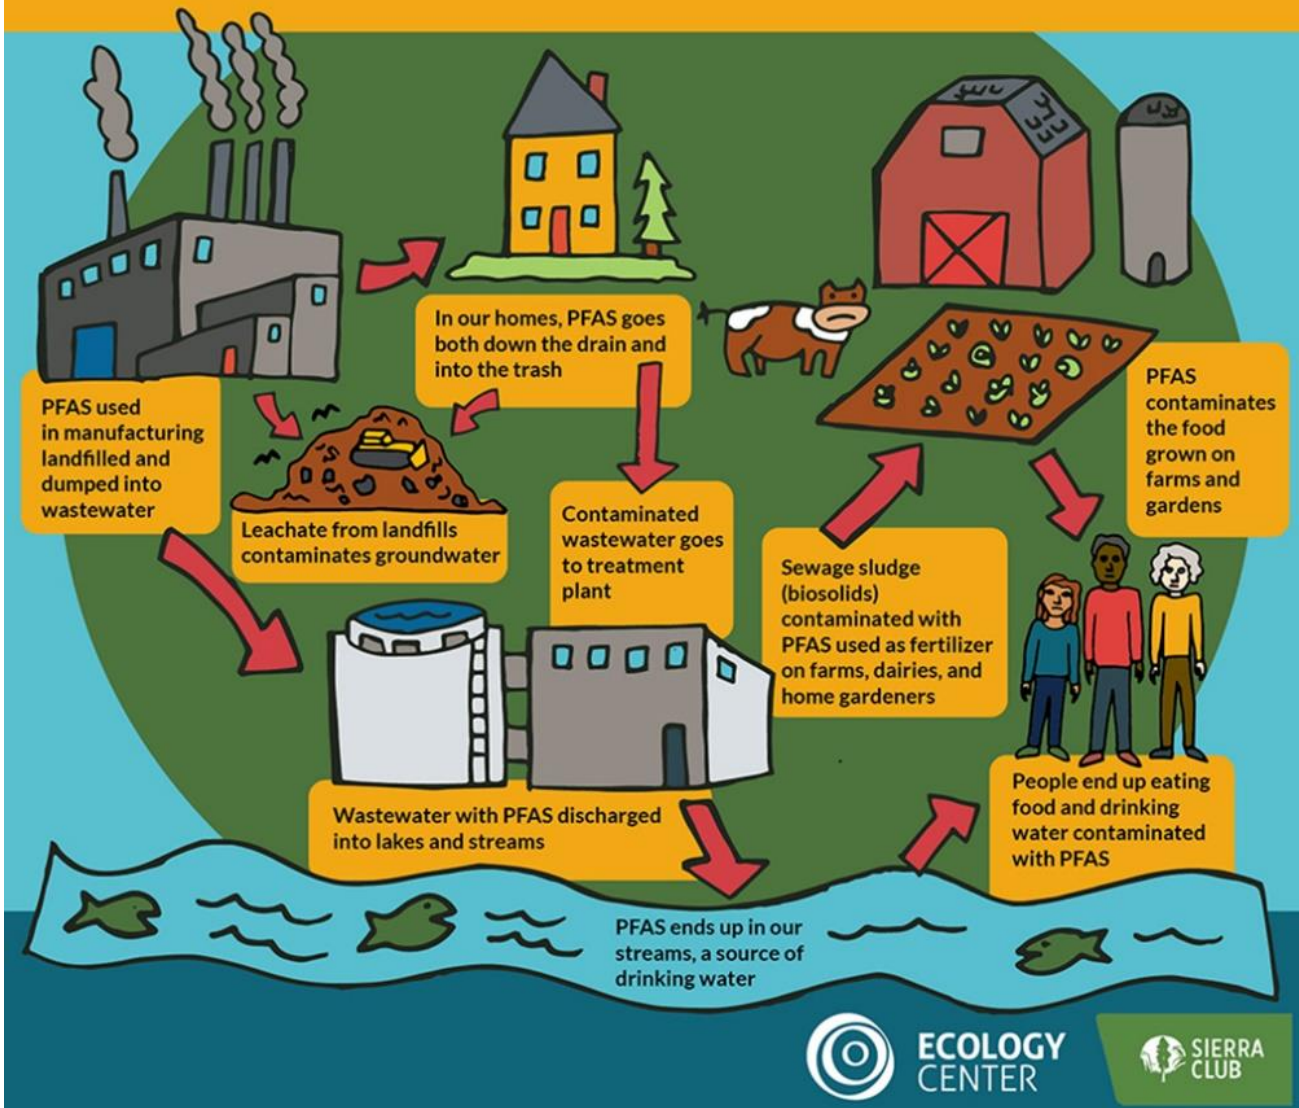 In our homes, PFAS goes
both down the drain and
into the trash
PFAS used
in manufacturing
landfilled and
dumped into
wastewater
Leachate from landfills
contaminates groundwater
Contaminated
wastewater goes
to treatment
plant
Sewage sludge
(biosolids)
contaminated with
PFAS used as fertilizer
on farms, dairies, and
home gardeners
PFAS
contaminates
the food
grown on
farms and
gardens
Wastewater with PFAS discharged
into lakes and streams
People end up eating
food and drinking
water contaminated
with PFAS
PFAS ends up in our
streams, a source of
drinking water
ECOLOGY
CENTER
SIERRA
CLUB